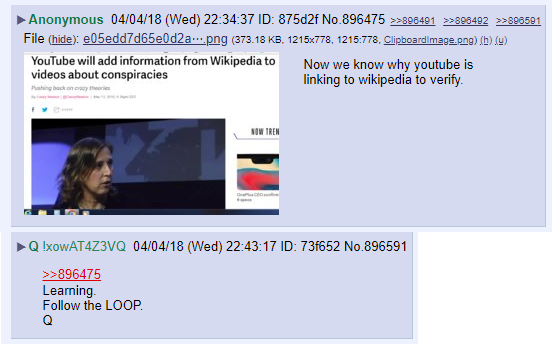 Anonymous 04/04/18 (Wed) 22:34:37 ID: 875d2f No.896475 >>896491 >>896492 >>896591
File (hide): e05edd7d65e0d2a⋯.png (373.18 KB, 1215x778, 1215:778, ClipboardImage.png) (h) (u)
YouTube will add information from Wikipedia to
videos about conspiracies
Pushing back on crazy theories
NOW TREN
Now we know why youtube is
linking to wikipedia to verify.
Q !xowAT4Z3VQ 04/04/18 (Wed) 22:43:17 ID: 73f652 No.896591
>>896475
Learning.
Follow the LOOP.
Q